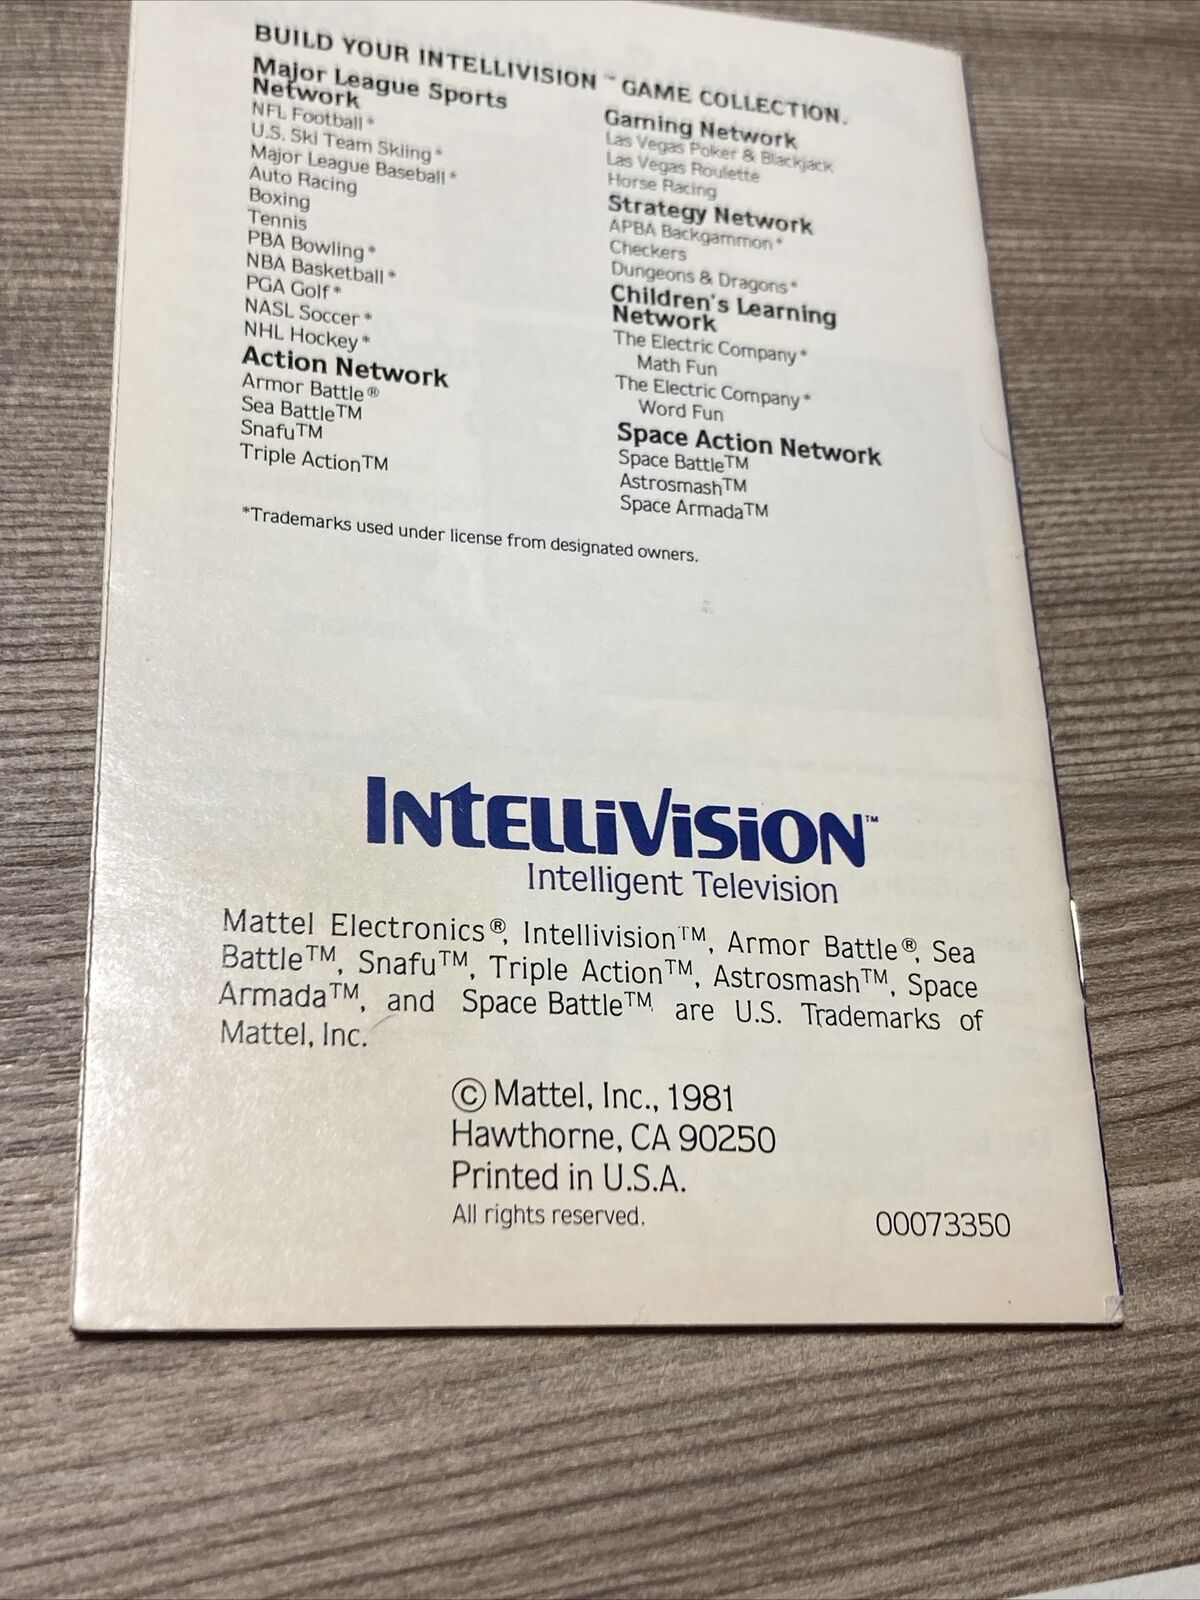 BUILD YOUR INTELLIVISION™ GAME COLLECTION.
Major League Sports
Network
NFL Football*
U.S. Ski Team Skiing*
Major League Baseball*
Auto Racing
Boxing
Tennis
PBA Bowling*
NBA Basketball*
PGA Golf*
NASL Soccer*
NHL Hockey*
Action Network
Armor Battle®
Sea Battle™
Snafu™
Triple Action™
Gaming Network
Las Vegas Poker & Blackjack
Las Vegas Roulette
Horse Racing
Strategy Network
APBA Backgammon*
Checkers
Dungeons & Dragons*
Children's Learning
Network
The Electric Company*
Math Fun
The Electric Company*
Word Fun
Space Action Network
Space Battle™
Astrosmash™
Space Armada™
*Trademarks used under license from designated owners.
INTELLIVISION™
Intelligent Television
Mattel Electronics®, Intellivision™, Armor Battle®, Sea
Battle™, Snafu™, Triple Action™, Astrosmash™, Space
Armada™, and Space Battle™ are U.S. Trademarks of
Mattel, Inc.
© Mattel, Inc., 1981
Hawthorne, CA 90250
Printed in U.S.A.
All rights reserved.
00073350